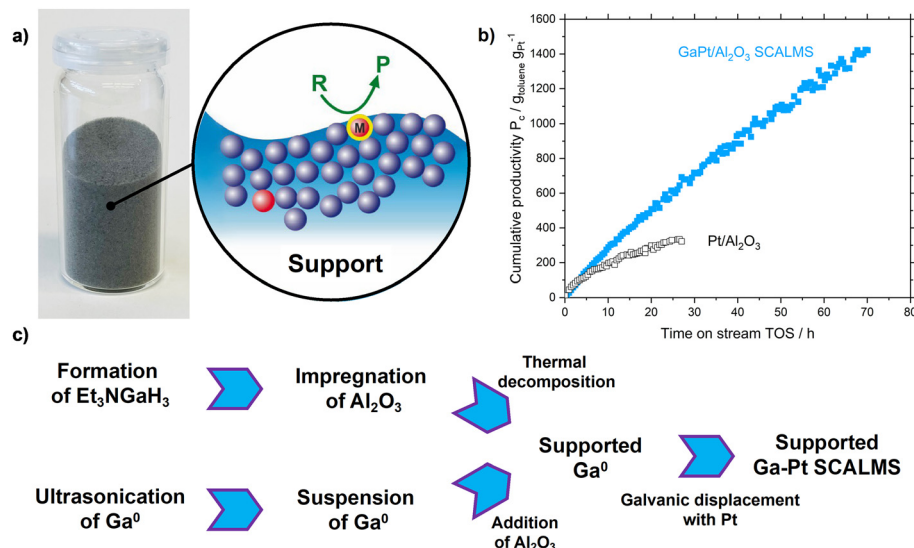 a)
R
P
M
Support
b)
1600
1400
1200
1000
800
600
400
200
0
0 10 20 30 40 50 60 70 80
Cumulative productivity P_c / g_toluene g_Pt^-1
Time on stream TOS / h
GaPt/Al₂O₃ SCALMS
Pt/Al₂O₃
c)
Formation
of Et₃NGaH₃
Impregnation
of Al₂O₃
Thermal
decomposition
Ultrasonication
of Ga⁰
Suspension
of Ga⁰
Addition
of Al₂O₃
Supported
Ga⁰
Galvanic displacement
with Pt
Supported
Ga-Pt SCALMS